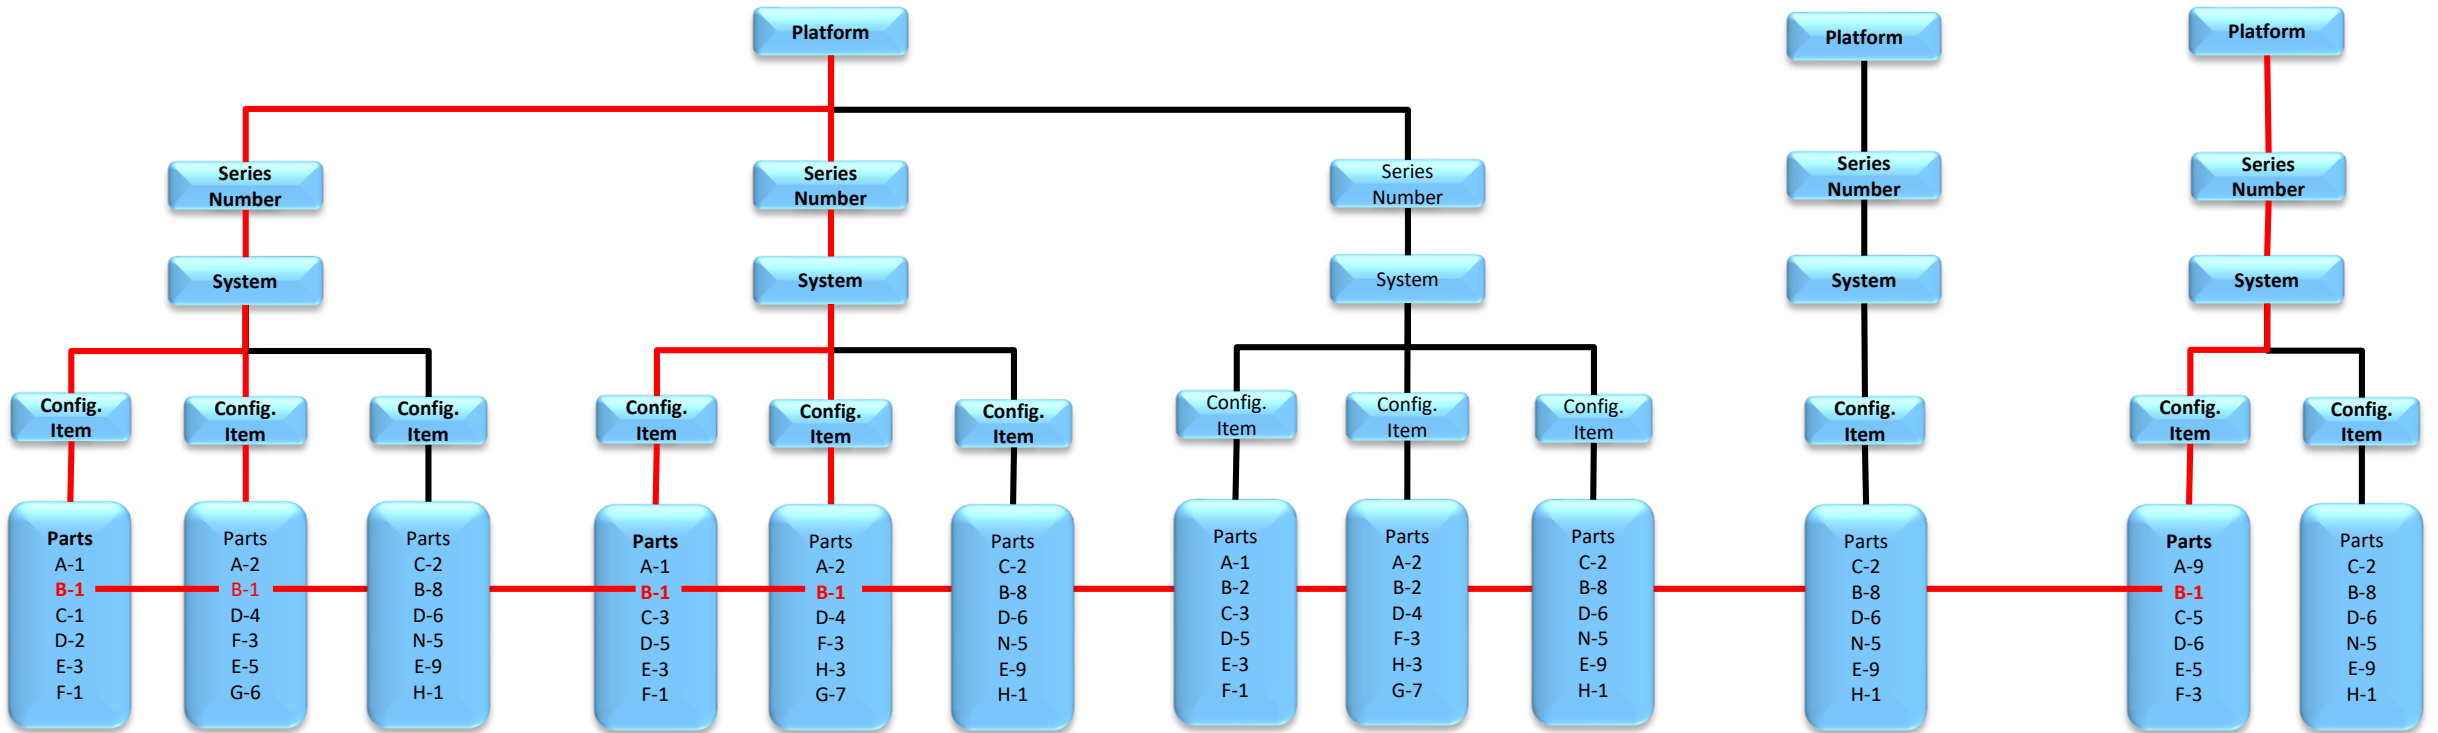 Platform
Platform
Platform
Series
Number
Series
Number
Series
Number
Series
Number
Series
Number
System
System
System
System
System
Config.
Item
Config.
Item
Config.
Item
Config.
Item
Config.
Item
Config.
Item
Config.
Item
Config.
Item
Config.
Item
Config.
Item
Config.
Item
Config.
Item
Parts
A-1
B-1
C-1
D-2
E-3
F-1
Parts
A-2
B-1
D-4
F-3
E-5
G-6
Parts
C-2
B-8
D-6
N-5
E-9
H-1
Parts
A-1
B-1
C-3
D-5
E-3
F-1
Parts
A-2
B-1
D-4
F-3
H-3
G-7
Parts
C-2
B-8
D-6
N-5
E-9
H-1
Parts
A-1
B-2
C-3
D-5
E-3
F-1
Parts
A-2
B-2
D-4
F-3
H-3
G-7
Parts
C-2
B-8
D-6
N-5
E-9
H-1
Parts
C-2
B-8
D-6
N-5
E-9
H-1
Parts
A-9
B-1
C-5
D-6
E-5
F-3
Parts
C-2
B-8
D-6
N-5
E-9
H-1